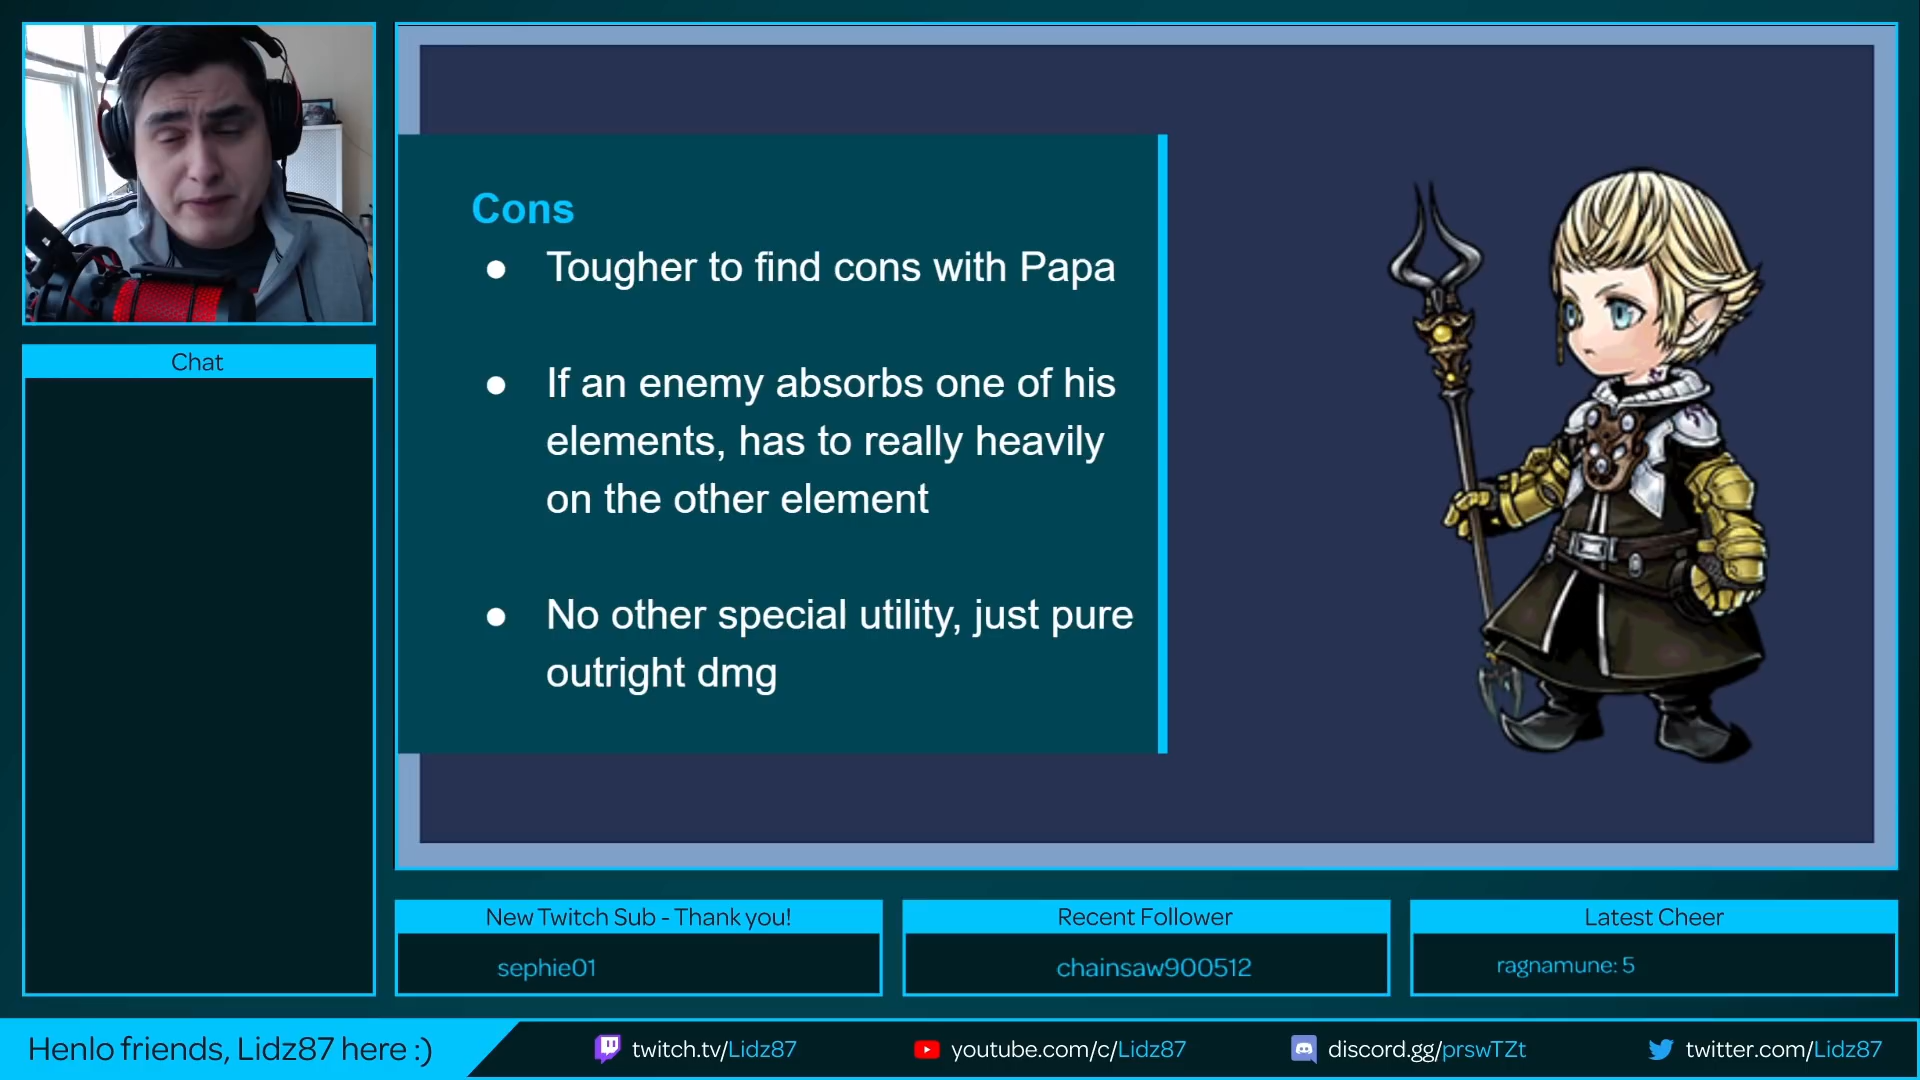 Cons
● Tougher to find cons with Papa
● If an enemy absorbs one of his
elements, has to really heavily
on the other element
● No other special utility, just pure
outright dmg
Chat
New Twitch Sub - Thank you!
sephie01
Recent Follower
chainsaw900512
Latest Cheer
ragnamune: 5
Henlo friends, Lidz87 here :)
twitch.tv/Lidz87
youtube.com/c/Lidz87
discord.gg/prswTZt
twitter.com/Lidz87